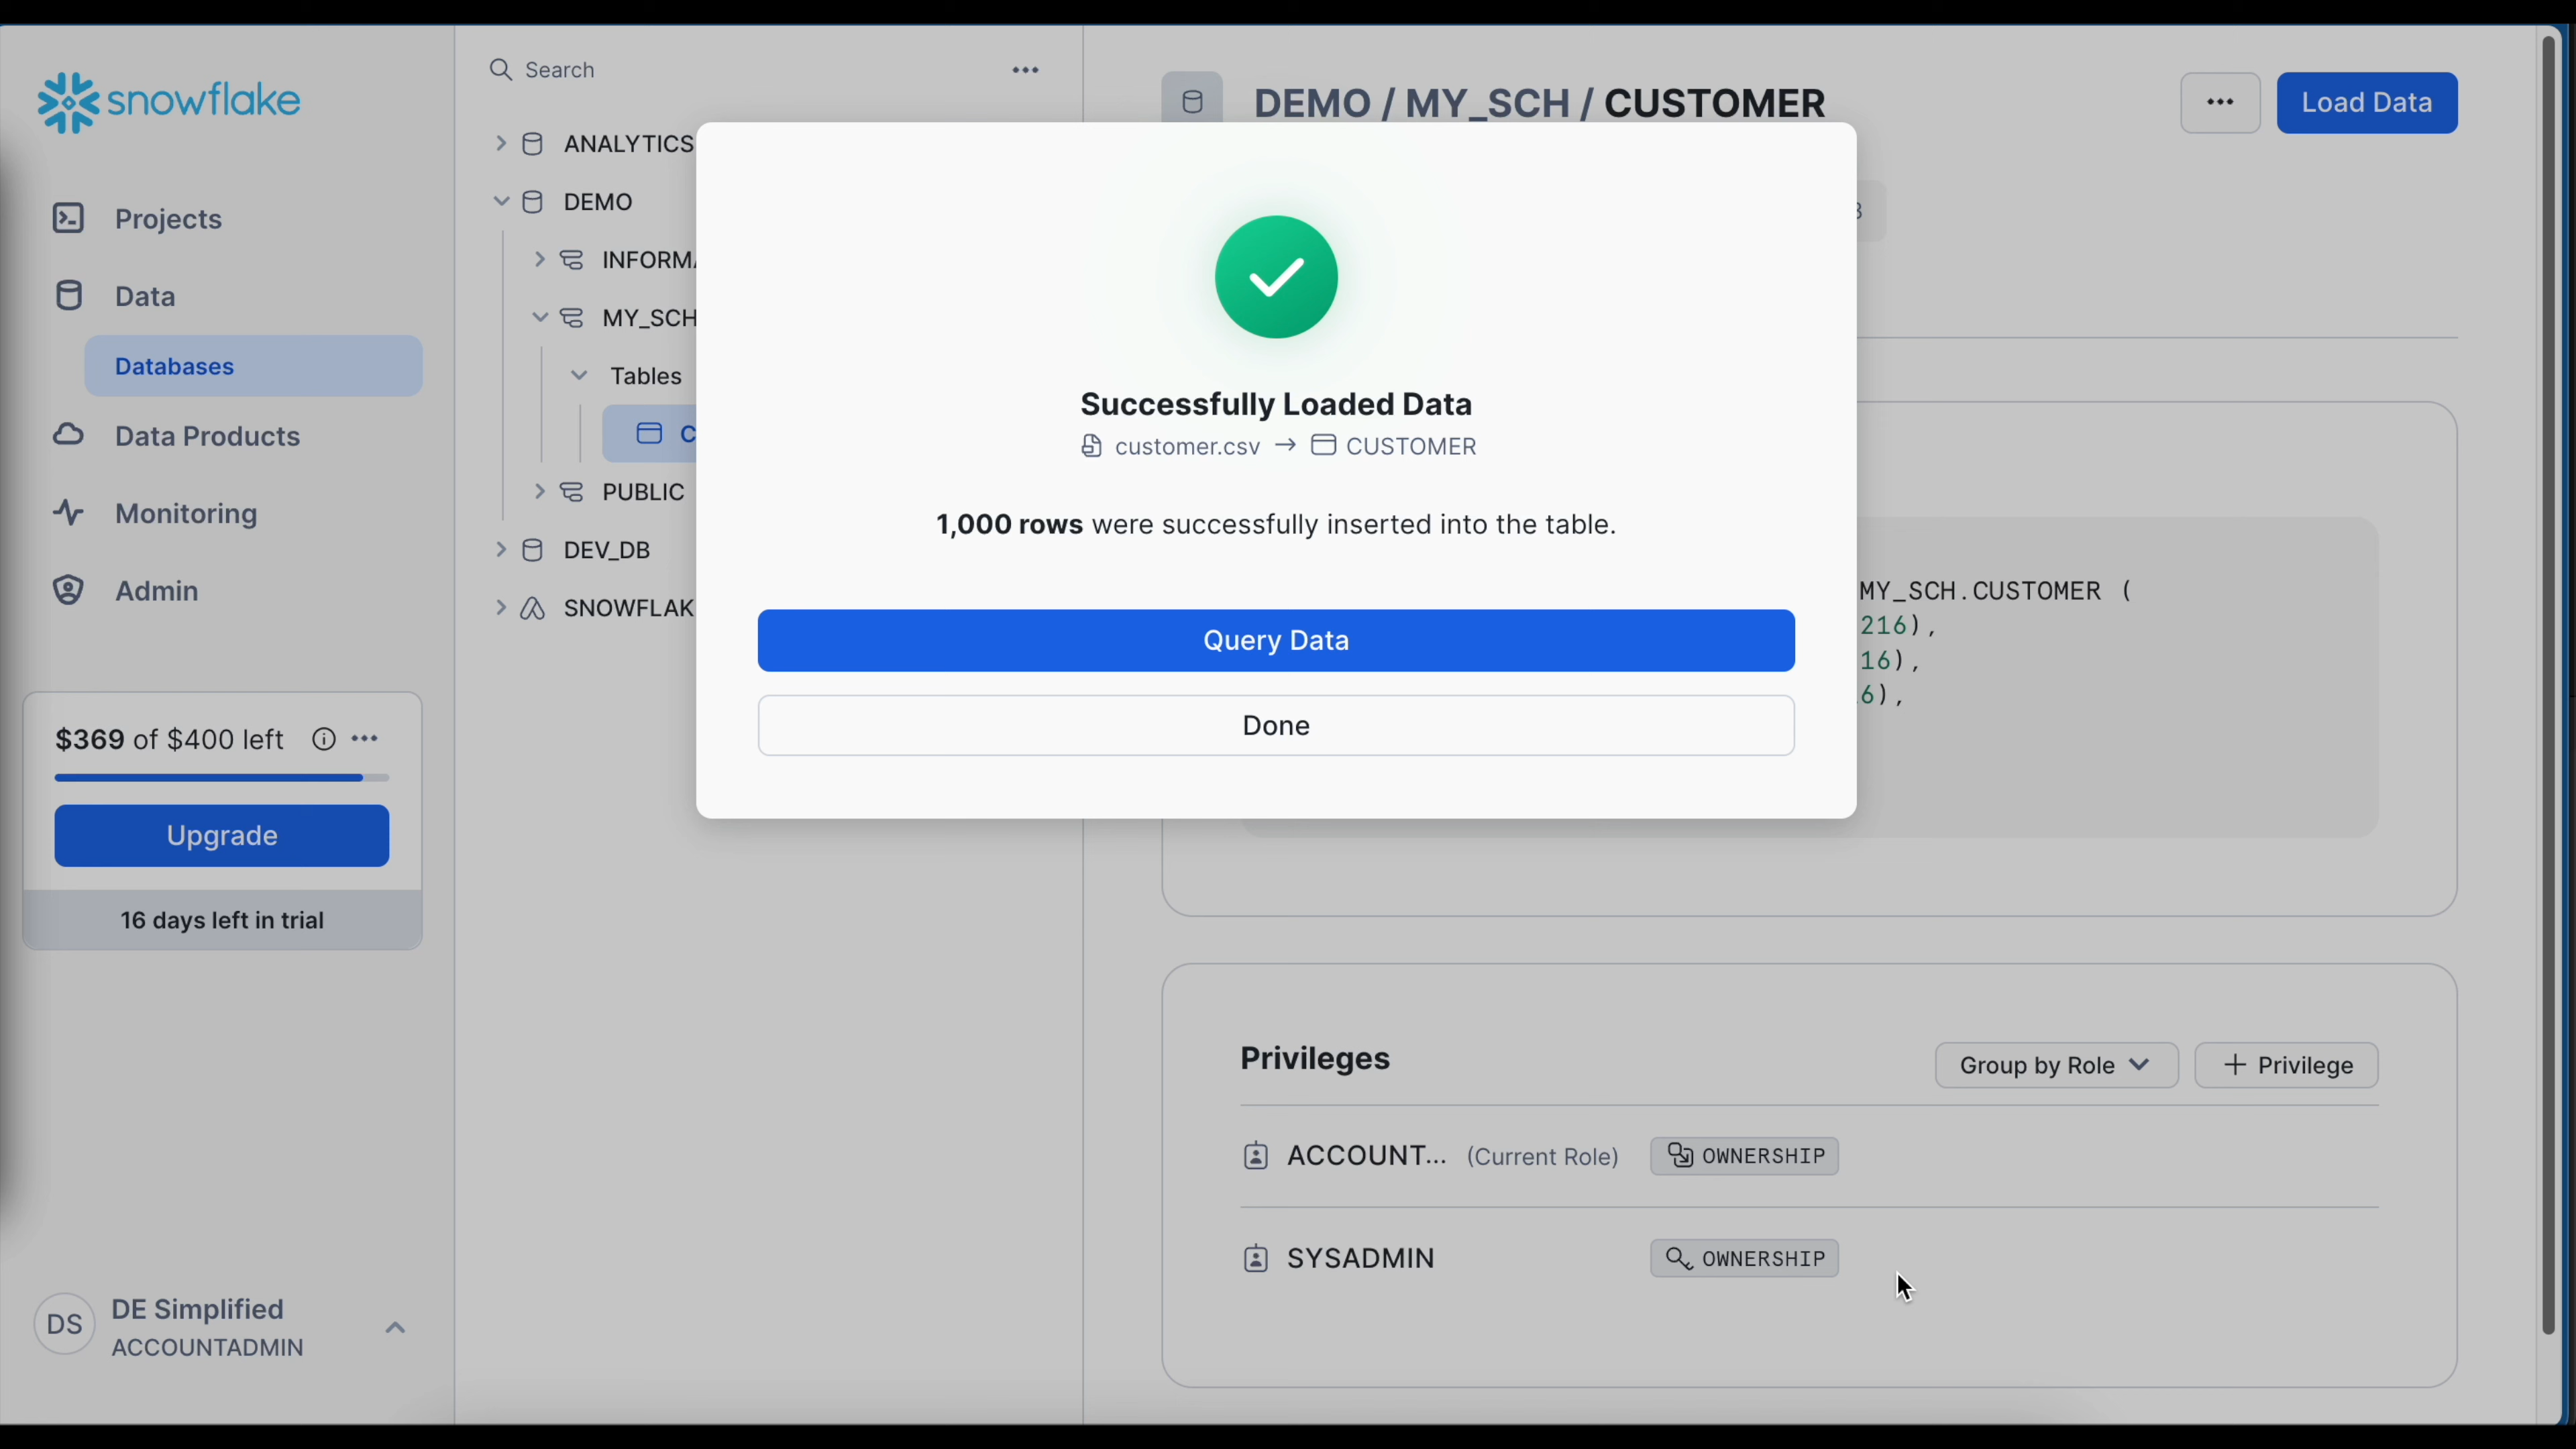 snowflake
Projects
Data
Databases
Data Products
Monitoring
Admin
$369 of $400 left
Upgrade
16 days left in trial
DS
DE Simplified
ACCOUNTADMIN
Search
ANALYTICS
DEMO
INFORMA
MY_SCH
Tables
C
PUBLIC
DEV_DB
SNOWFLAK
DEMO / MY_SCH / CUSTOMER
Load Data
Successfully Loaded Data
customer.csv → CUSTOMER
1,000 rows were successfully inserted into the table.
Query Data
Done
MY_SCH.CUSTOMER (
216),
16),
6),
Privileges
Group by Role
+ Privilege
ACCOUNT... (Current Role) OWNERSHIP
SYSADMIN OWNERSHIP